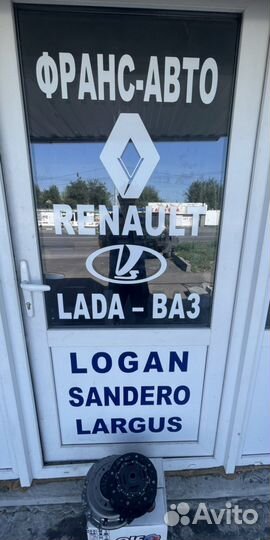 ФРАНС-АВТО
RENAULT
LADA – ВАЗ
LOGAN
SANDERO
LARGUS
Avito